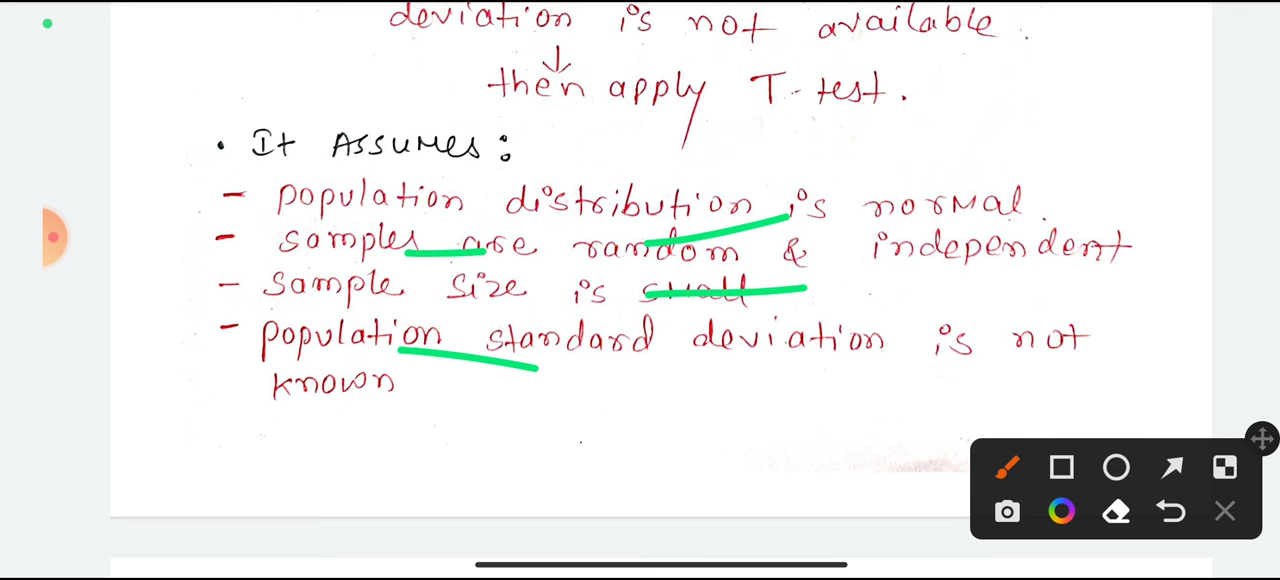 deviation is not available.
↓
then apply T-test.
• It Assumes:
- population distribution is normal.
- samples are random & independent
- sample size is small
- population standard deviation is not
known